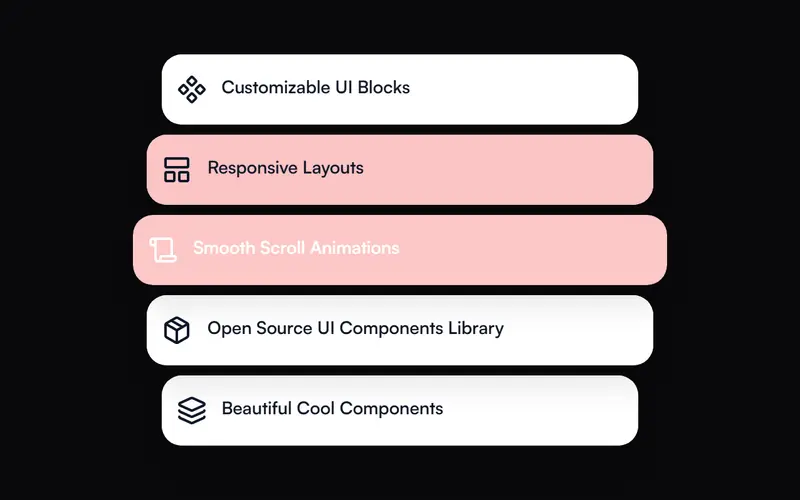 Customizable UI Blocks
Responsive Layouts
Smooth Scroll Animations
Open Source UI Components Library
Beautiful Cool Components